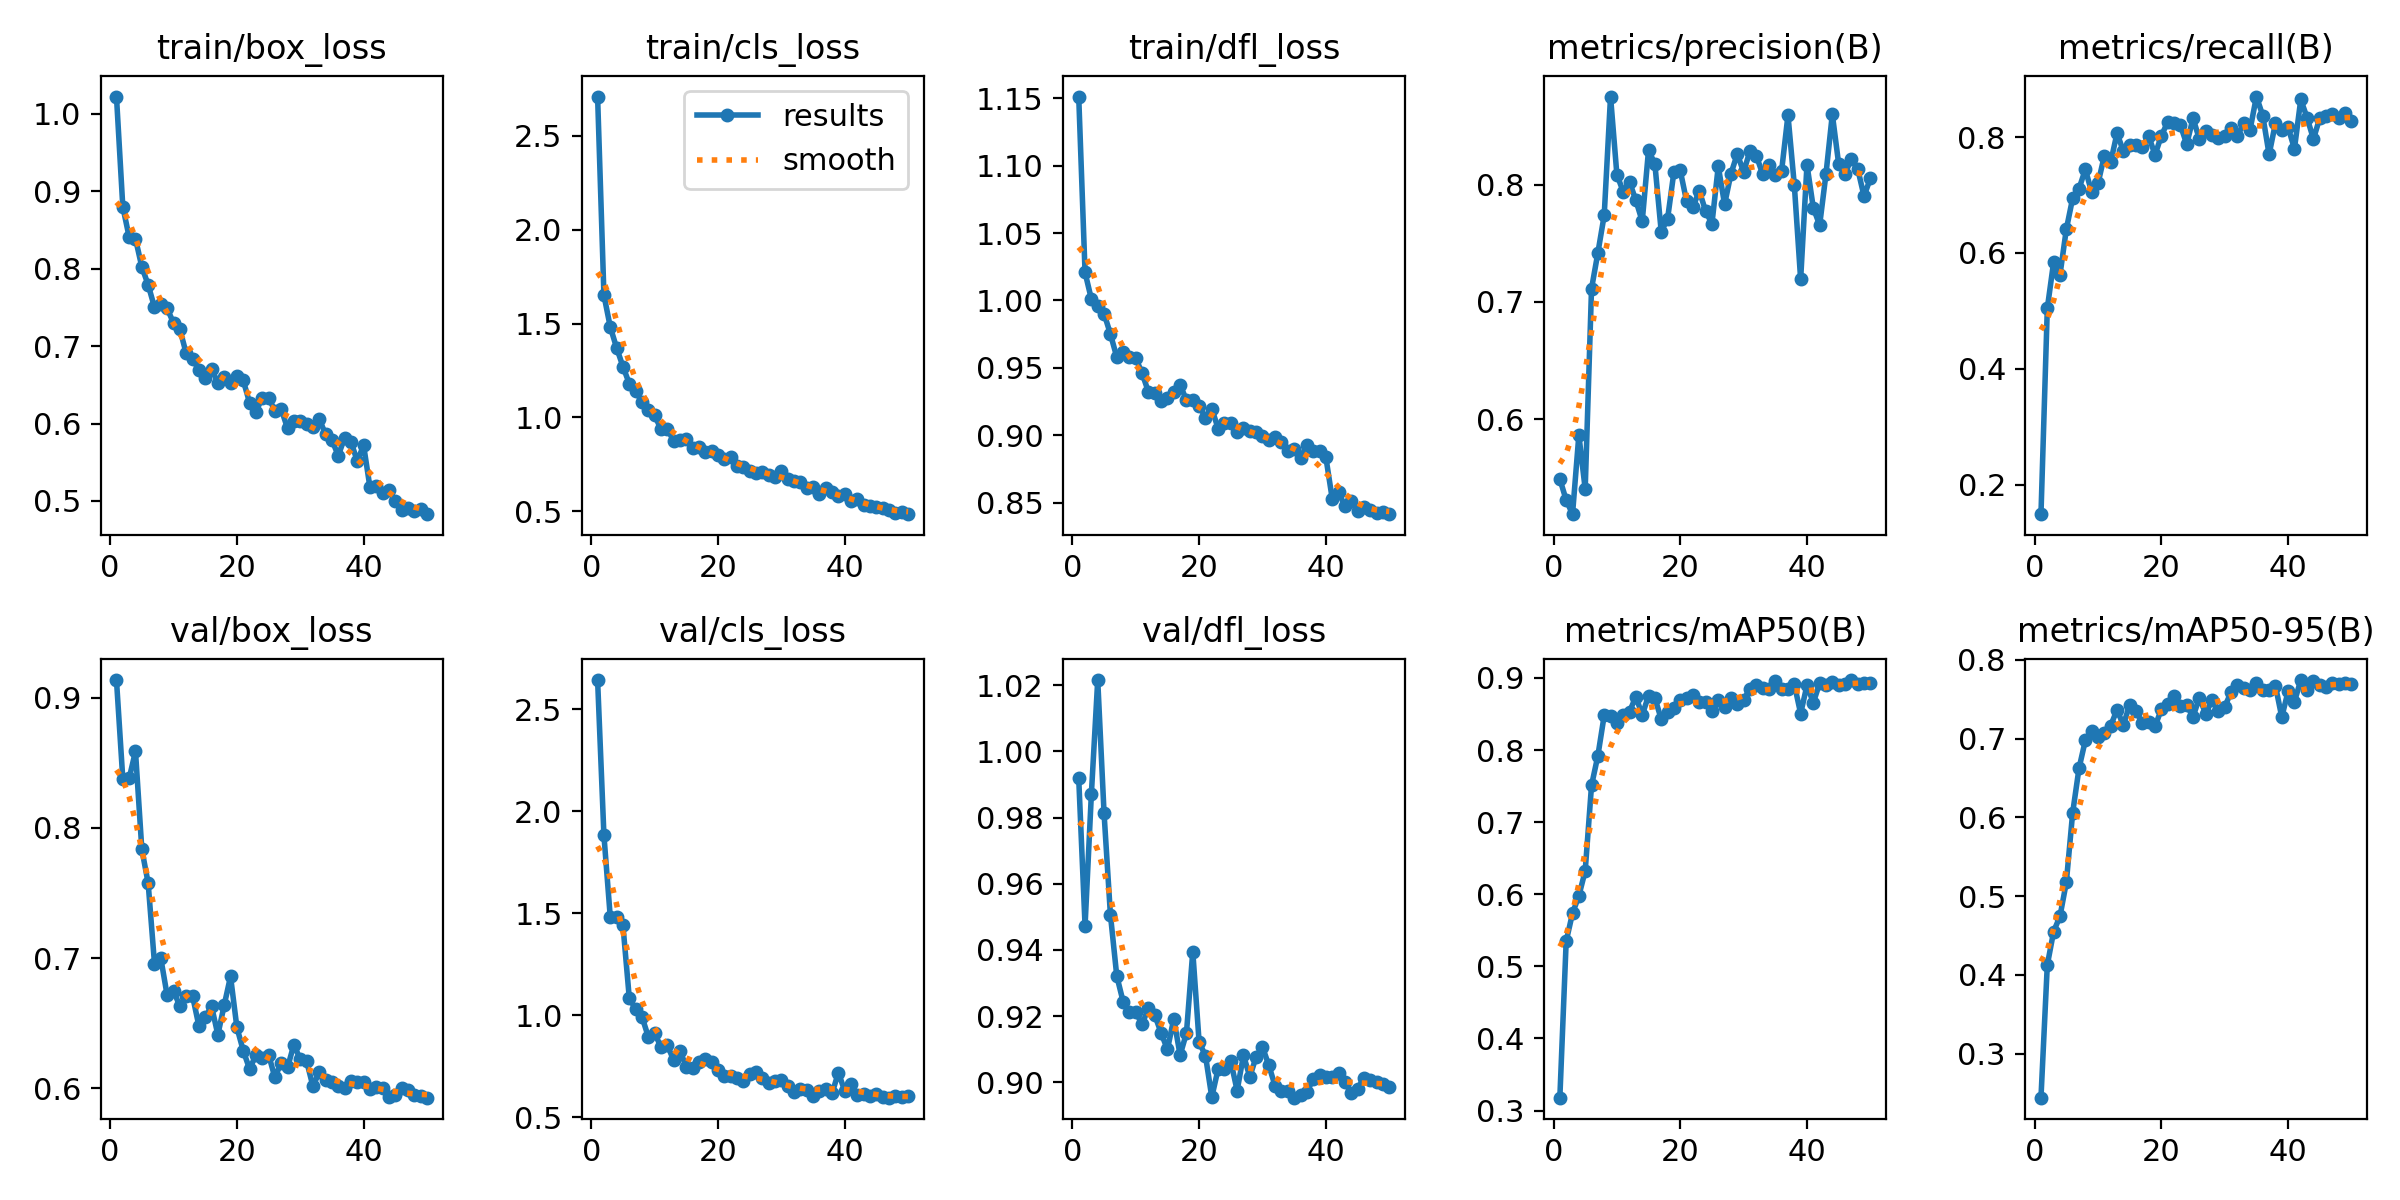 train/box_loss
train/cls_loss
train/dfl_loss
metrics/precision(B)
metrics/recall(B)
1.0
0.9
0.8
0.7
0.6
0.5
0 20 40
results
smooth
2.5
2.0
1.5
1.0
0.5
0 20 40
1.15
1.10
1.05
1.00
0.95
0.90
0.85
0 20 40
0.8
0.7
0.6
0 20 40
0.8
0.6
0.4
0.2
0 20 40
val/box_loss
val/cls_loss
val/dfl_loss
metrics/mAP50(B)
metrics/mAP50-95(B)
0.9
0.8
0.7
0.6
0 20 40
2.5
2.0
1.5
1.0
0.5
0 20 40
1.02
1.00
0.98
0.96
0.94
0.92
0.90
0 20 40
0.9
0.8
0.7
0.6
0.5
0.4
0.3
0 20 40
0.8
0.7
0.6
0.5
0.4
0.3
0 20 40